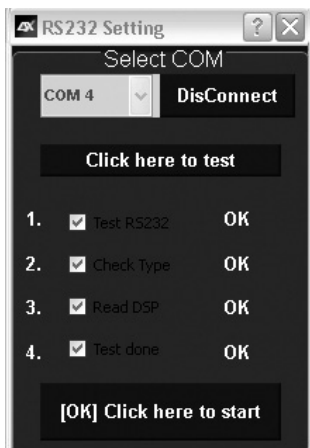 RS232 Setting
Select COM
COM 4 DisConnect
Click here to test
1. Test RS232 OK
2. Check Type OK
3. Read DSP OK
4. Test done OK
[OK] Click here to start